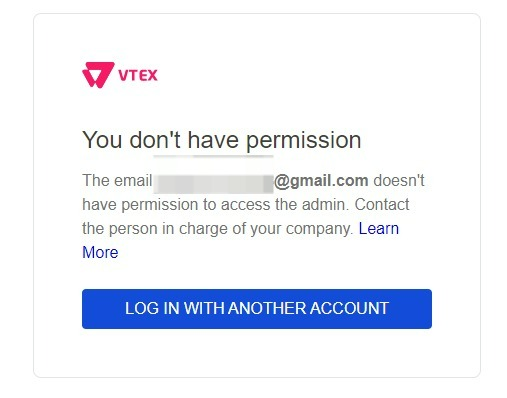 VTEX
You don't have permission
The email @gmail.com doesn't
have permission to access the admin. Contact
the person in charge of your company. Learn
More
LOG IN WITH ANOTHER ACCOUNT